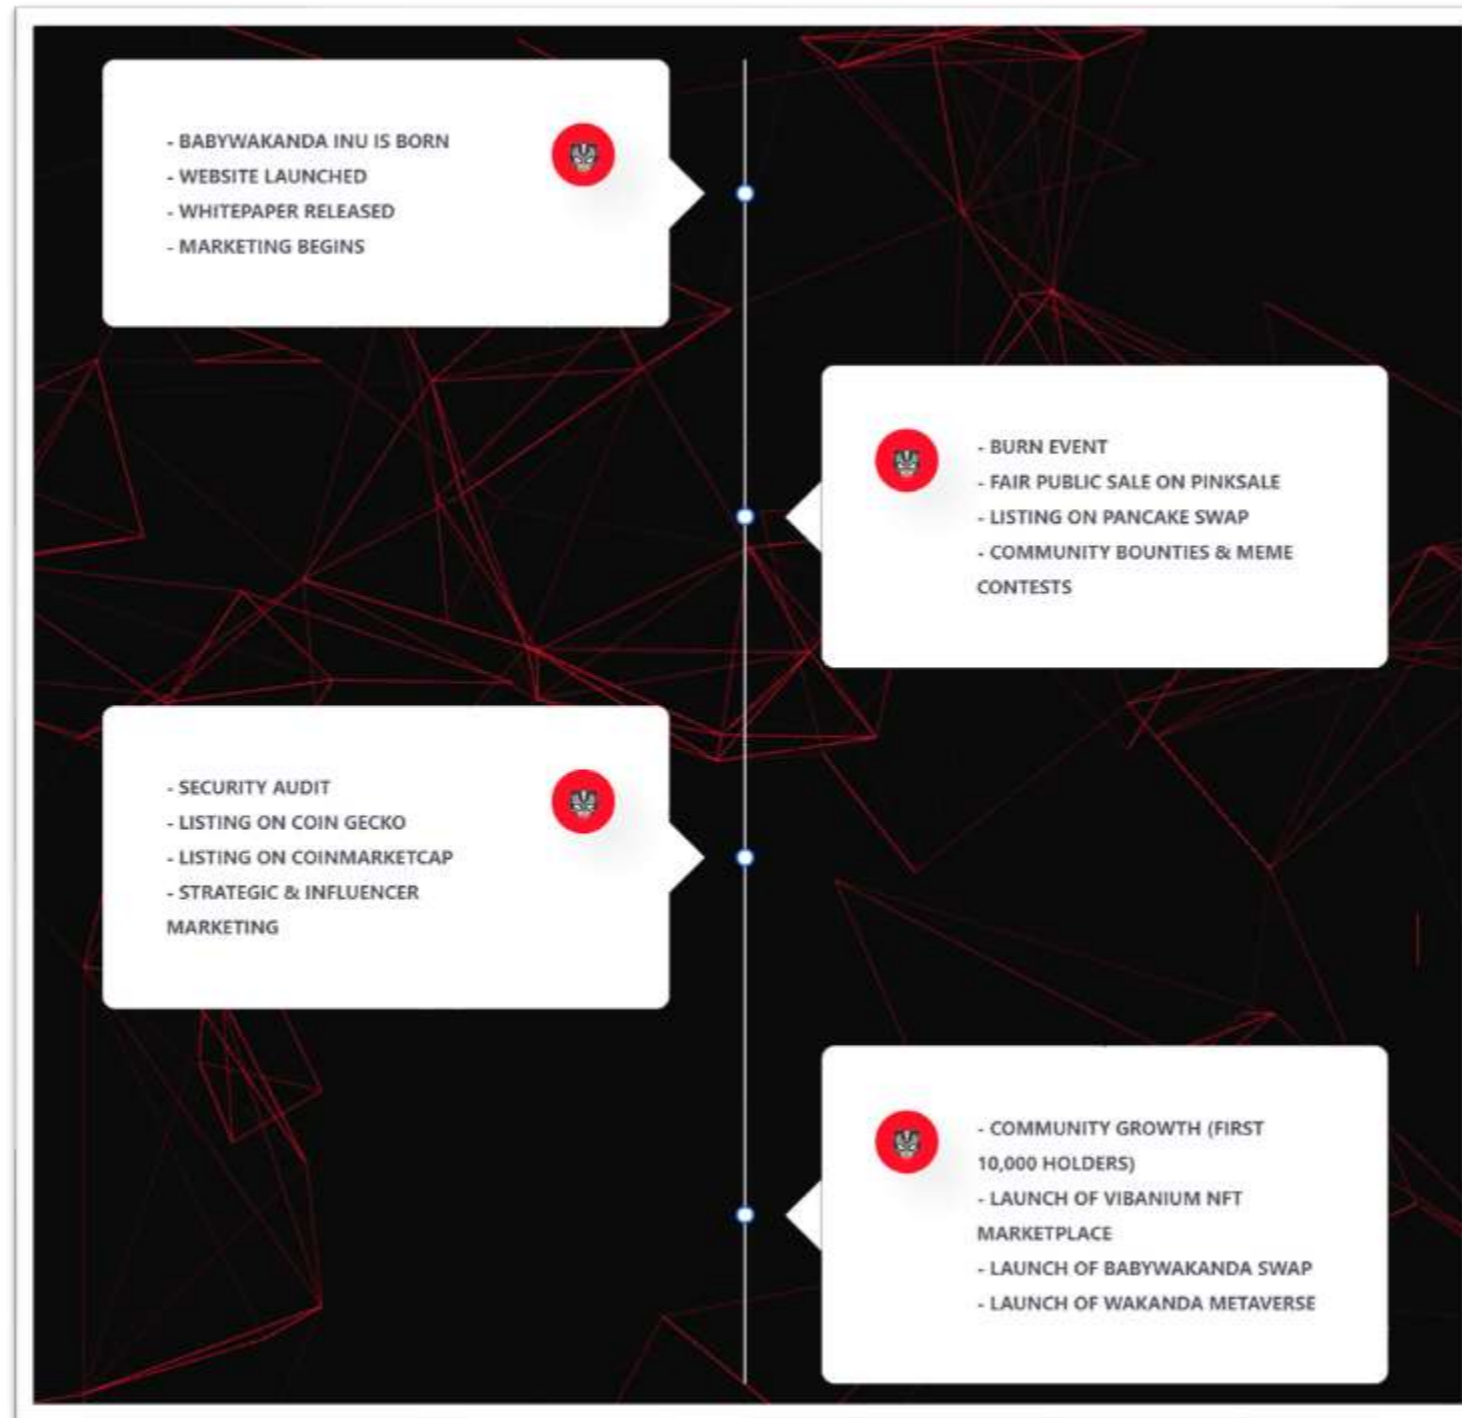 - BABYWAKANDA INU IS BORN
- WEBSITE LAUNCHED
- WHITEPAPER RELEASED
- MARKETING BEGINS
- BURN EVENT
- FAIR PUBLIC SALE ON PINKSALE
- LISTING ON PANCAKE SWAP
- COMMUNITY BOUNTIES & MEME
CONTESTS
- SECURITY AUDIT
- LISTING ON COIN GECKO
- LISTING ON COINMARKETCAP
- STRATEGIC & INFLUENCER
MARKETING
- COMMUNITY GROWTH (FIRST
10,000 HOLDERS)
- LAUNCH OF VIBANIUM NFT
MARKETPLACE
- LAUNCH OF BABYWAKANDA SWAP
- LAUNCH OF WAKANDA METAVERSE